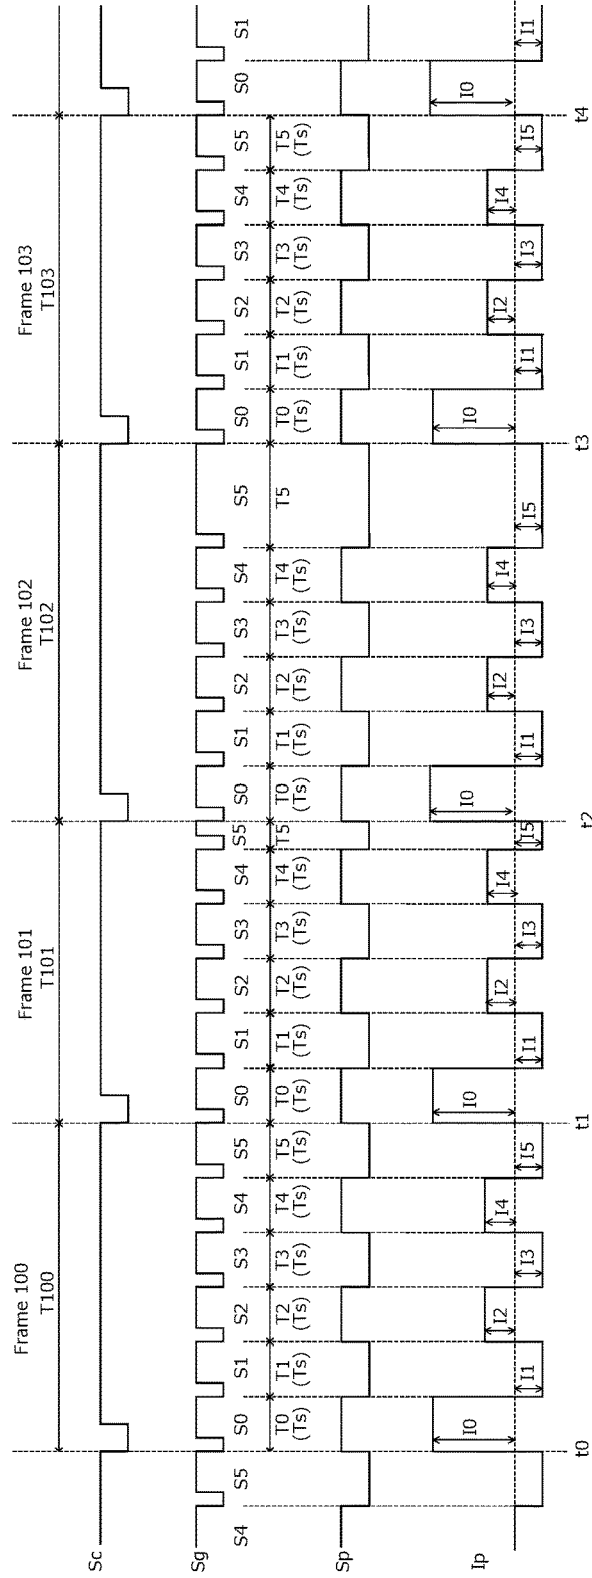 Frame 100 Frame 101 Frame 102 Frame 103
T100 T101 T102 T103
Sc
Sg
S4 S5 S0 S1 S2 S3 S4 S5 S0 S1 S2 S3 S4 S5 S0 S1 S2 S3 S4 S5 S0 S1 S2 S3 S4 S5 S0 S1
T0 T1 T2 T3 T4 T5 T0 T1 T2 T3 T4 T5 T0 T1 T2 T3 T4 T5 T0 T1 T2 T3 T4 T5
(Ts) (Ts) (Ts) (Ts) (Ts) (Ts) (Ts) (Ts) (Ts) (Ts) (Ts) (Ts) (Ts) (Ts) (Ts) (Ts) (Ts) (Ts) (Ts) (Ts) (Ts) (Ts)
Sp
Ip
I0 I1 I2 I3 I4 I5 I0 I1 I2 I3 I4 I5 I0 I1 I2 I3 I4 I5 I0 I1 I2 I3 I4 I5 I0 I1
t0 t1 t2 t3 t4